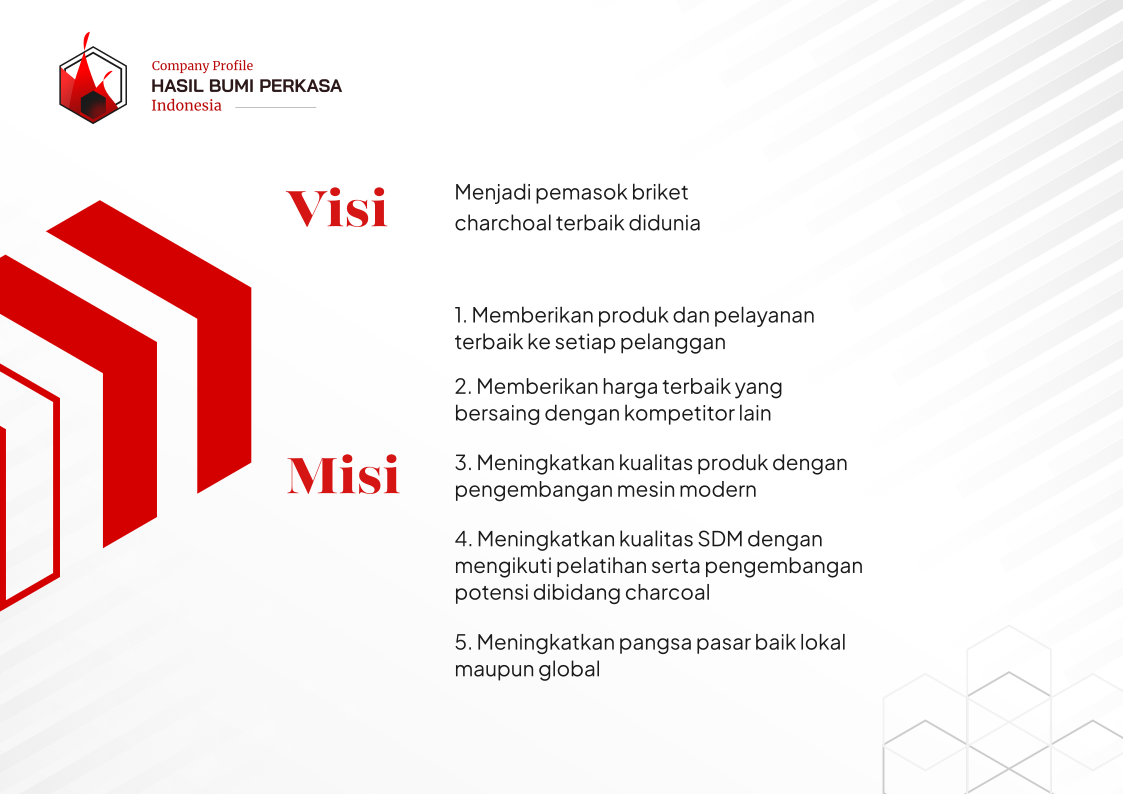 Company Profile
HASIL BUMI PERKASA
Indonesia
Visi
Menjadi pemasok briket
charchoal terbaik didunia
Misi
1. Memberikan produk dan pelayanan
terbaik ke setiap pelanggan
2. Memberikan harga terbaik yang
bersaing dengan kompetitor lain
3. Meningkatkan kualitas produk dengan
pengembangan mesin modern
4. Meningkatkan kualitas SDM dengan
mengikuti pelatihan serta pengembangan
potensi dibidang charcoal
5. Meningkatkan pangsa pasar baik lokal
maupun global